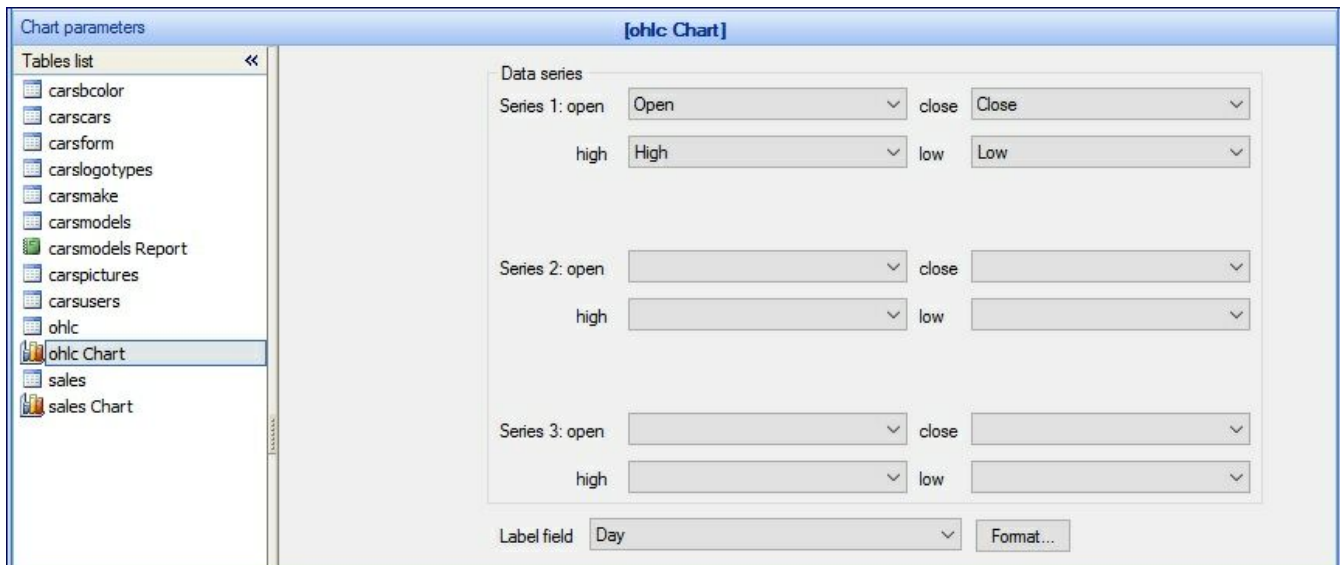 Chart parameters
[ohlc Chart]
Tables list «
carsbcolor
carscars
carsform
carslogotypes
carsmake
carsmodels
carsmodels Report
carspictures
carsusers
ohlc
ohlc Chart
sales
sales Chart
Data series
Series 1: open Open close Close
high High low Low
Series 2: open close
high low
Series 3: open close
high low
Label field Day Format...